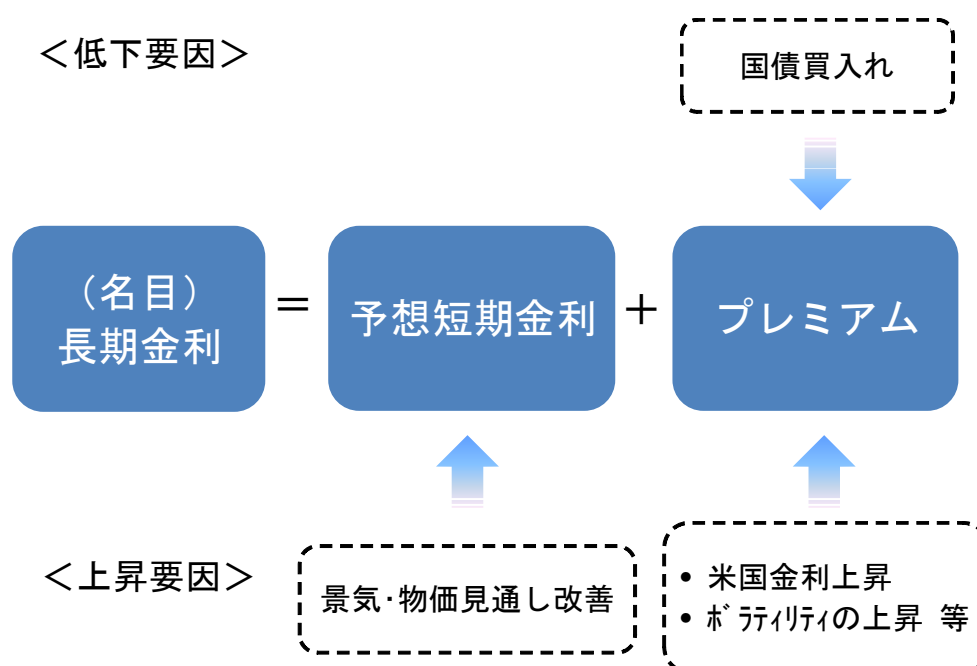 ＜低下要因＞
国債買入れ
（名目）
長期金利
＝
予想短期金利
＋
プレミアム
＜上昇要因＞
景気･物価見通し改善
• 米国金利上昇
• ﾎﾞﾗﾃｨﾘﾃｨの上昇 等